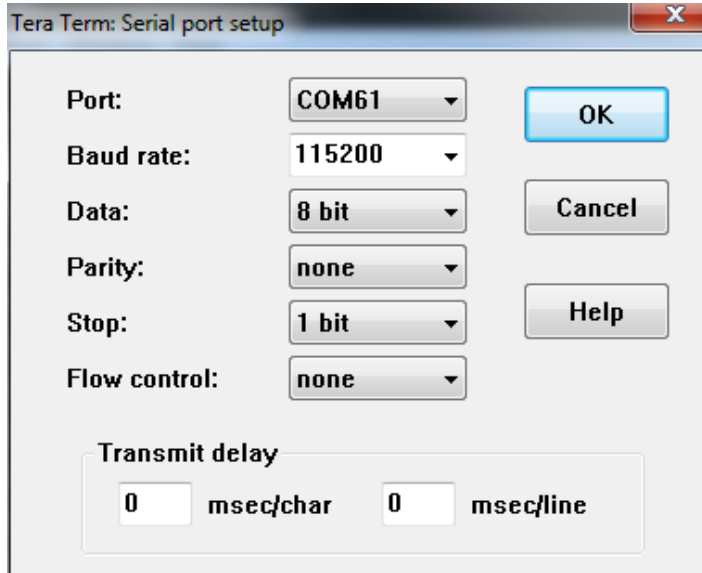 Tera Term: Serial port setup
Port: COM61 OK
Baud rate: 115200
Data: 8 bit Cancel
Parity: none
Stop: 1 bit Help
Flow control: none
Transmit delay
0 msec/char 0 msec/line